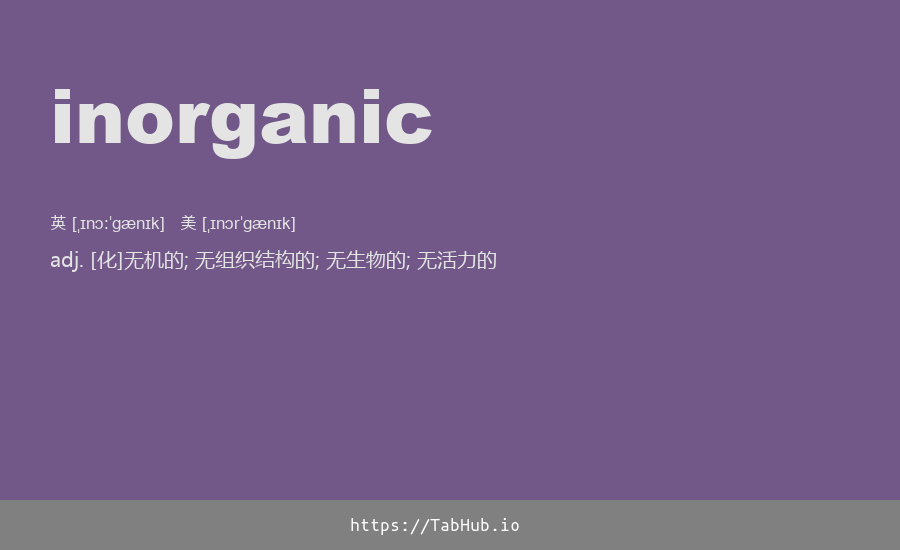 inorganic
英 [ˌɪnɔːˈɡænɪk] 美 [ˌɪnɔrˈɡænɪk]
adj. [化]无机的; 无组织结构的; 无生物的; 无活力的
https://TabHub.io